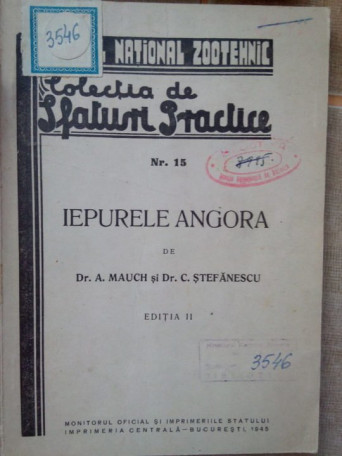 3546
NATIONAL ZOOTEHNIC
Colecția de
Sfaturi Practice
Nr. 15
IEPURELE ANGORA
DE
Dr. A. MAUCH și Dr. C. ȘTEFĂNESCU
EDIȚIA II
3546
MONITORUL OFICIAL ȘI IMPRIMERIILE STATULUI
IMPRIMERIA CENTRALĂ — BUCUREȘTI, 1943